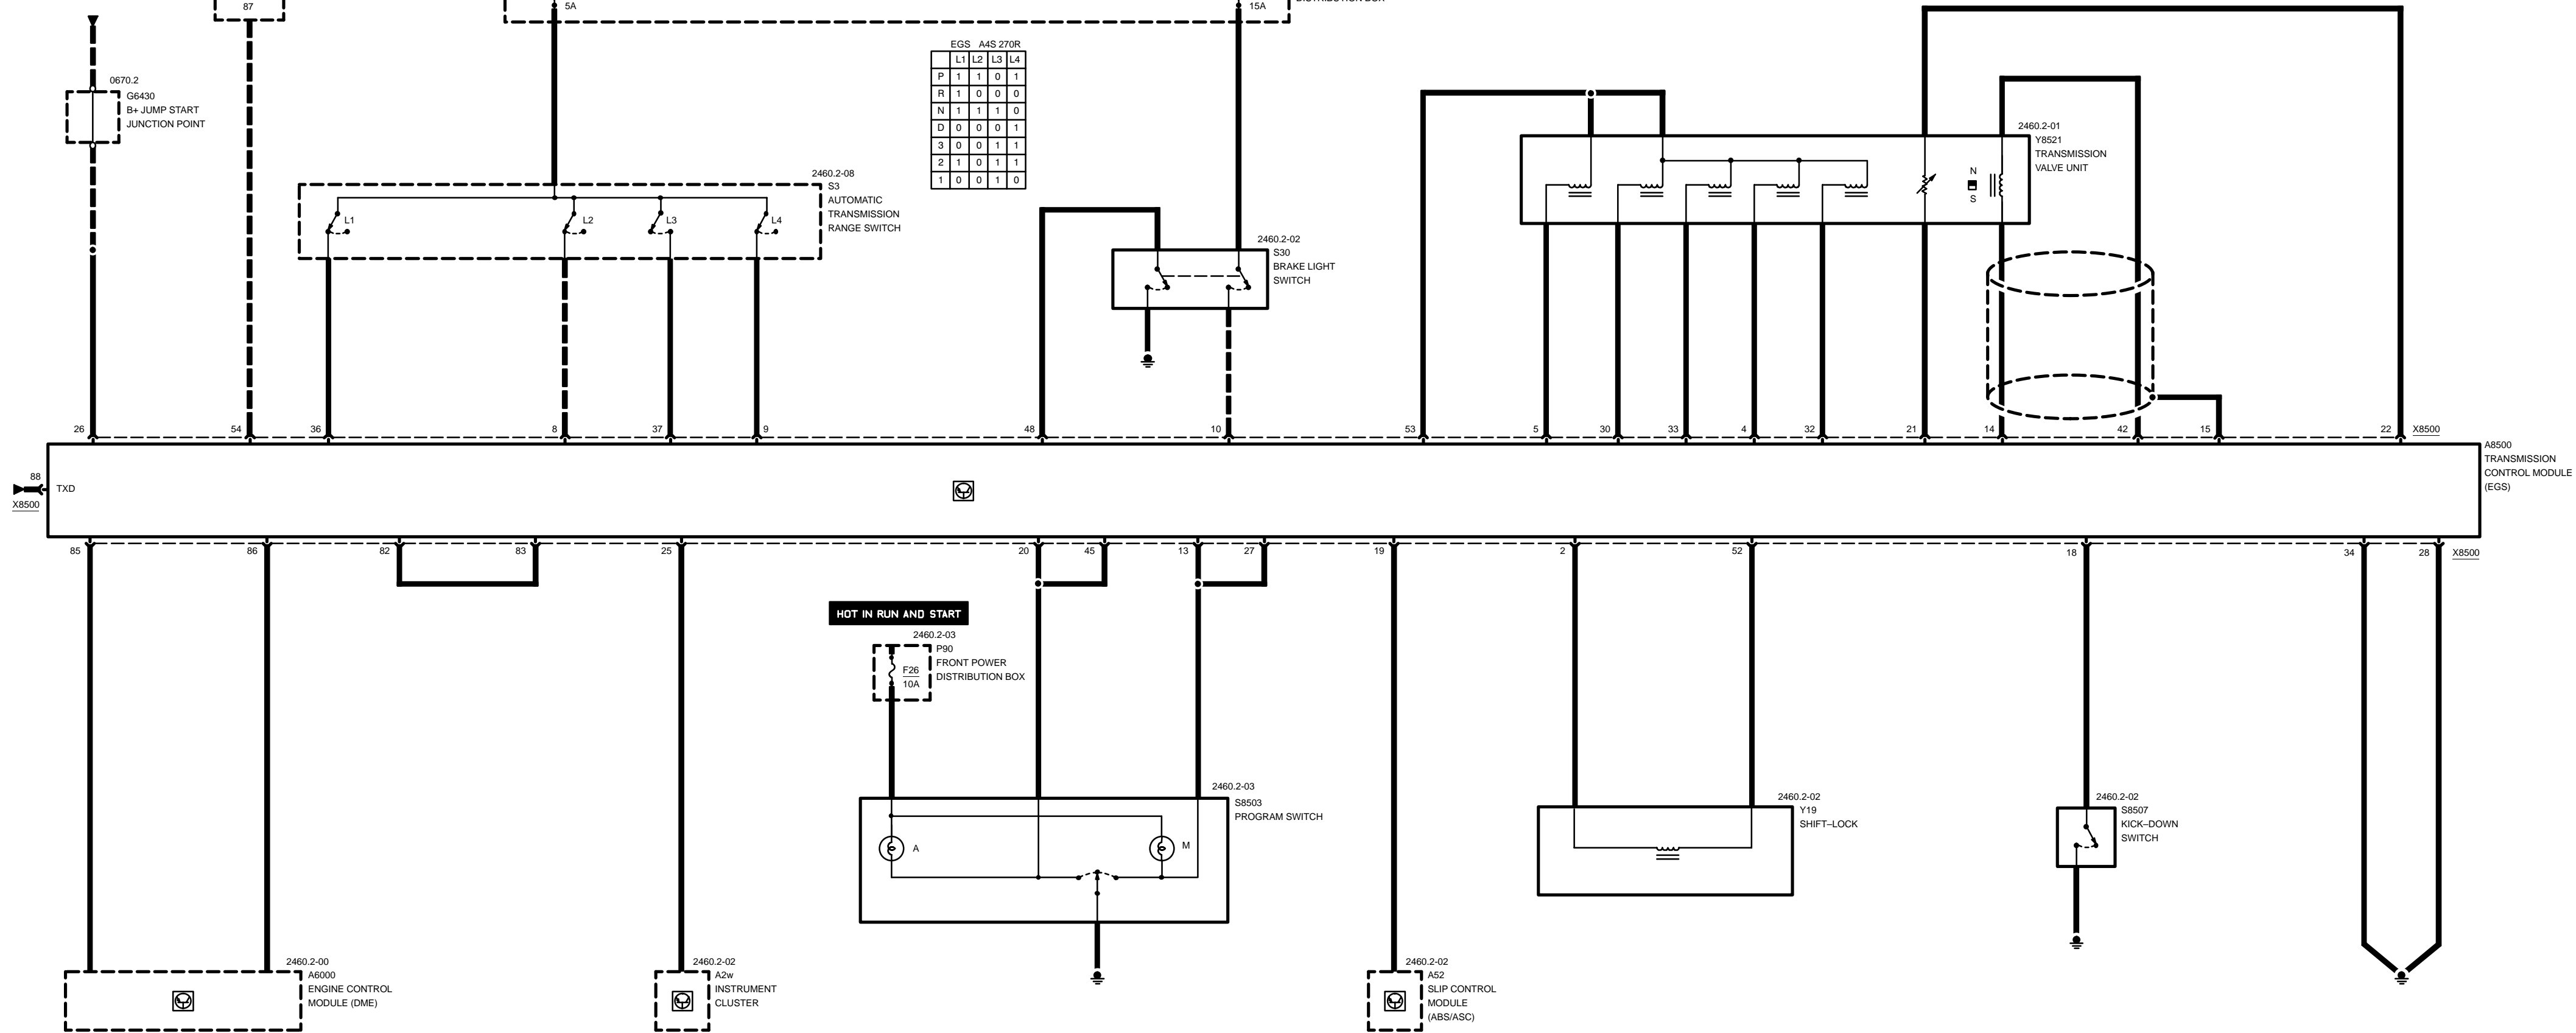 87
5A
15A
EGS A4S 270R
L1 L2 L3 L4
P 1 1 0 1
R 1 0 0 0
N 1 1 1 0
D 0 0 0 1
3 0 0 1 1
2 1 0 1 1
1 0 0 1 0
0670.2
G6430
B+ JUMP START
JUNCTION POINT
2460.2-08
S3
AUTOMATIC
TRANSMISSION
RANGE SWITCH
L1
L2
L3
L4
2460.2-02
S30
BRAKE LIGHT
SWITCH
2460.2-01
Y8521
TRANSMISSION
VALVE UNIT
N
S
26 54 36 8 37 9 48 10 53 5 30 33 4 32 21 14 42 15 22 X8500
A8500
TRANSMISSION
CONTROL MODULE
(EGS)
88
TXD
X8500
85 86 82 83 25 20 45 13 27 19 2 52 18 34 28 X8500
HOT IN RUN AND START
2460.2-03
P90
FRONT POWER
DISTRIBUTION BOX
F26
10A
2460.2-03
S8503
PROGRAM SWITCH
A
M
2460.2-02
Y19
SHIFT–LOCK
2460.2-02
S8507
KICK–DOWN
SWITCH
2460.2-00
A6000
ENGINE CONTROL
MODULE (DME)
2460.2-02
A2w
INSTRUMENT
CLUSTER
2460.2-02
A52
SLIP CONTROL
MODULE
(ABS/ASC)